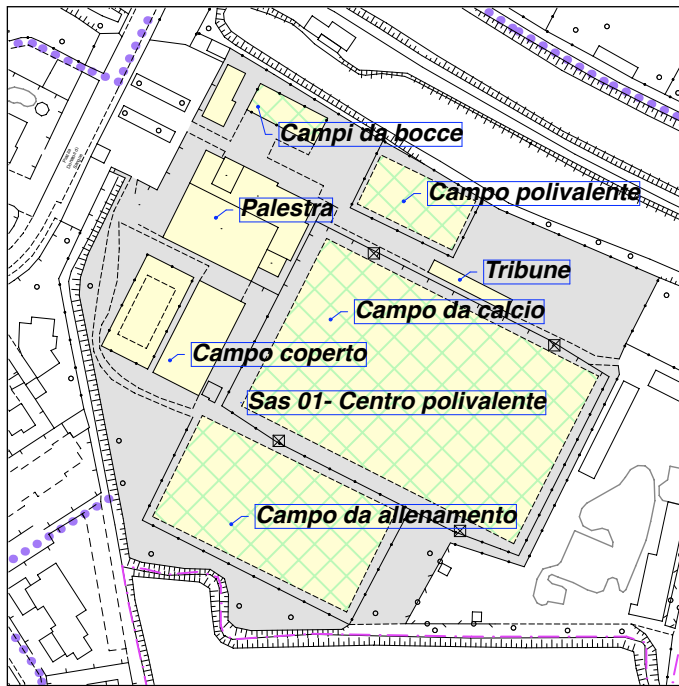 Campi da bocce
Campo polivalente
Palestra
Tribune
Campo da calcio
Campo coperto
Sas 01- Centro polivalente
Campo da allenamento